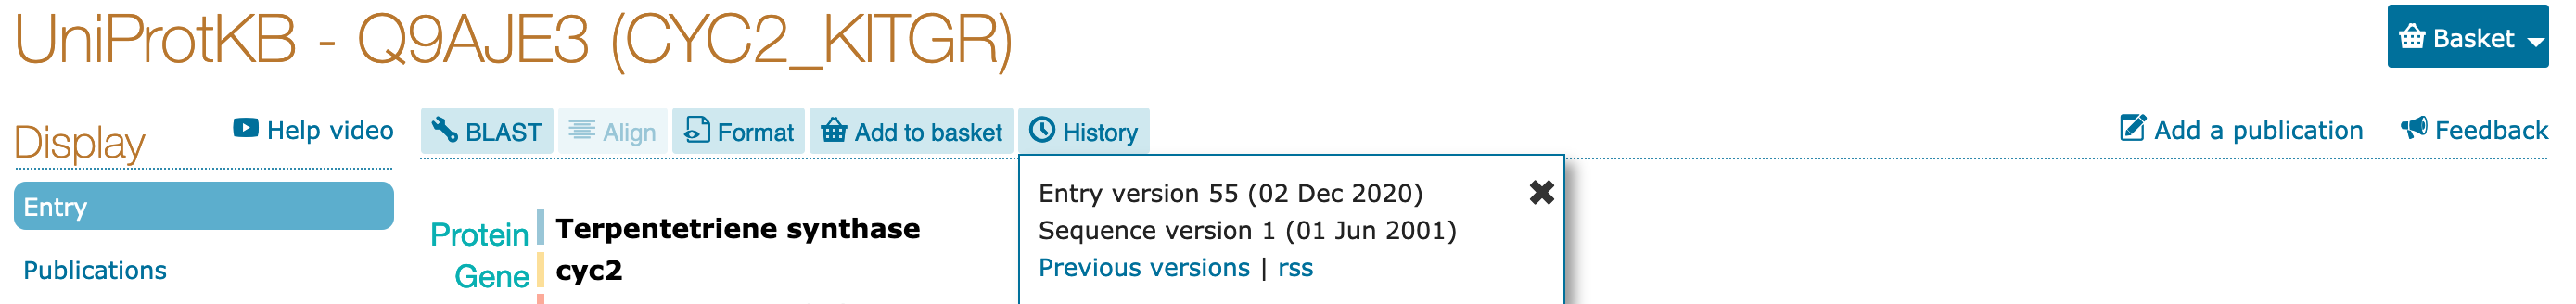 UniProtKB - Q9AJE3 (CYC2_KITGR)
Basket
Display
Help video
BLAST
Align
Format
Add to basket
History
Add a publication
Feedback
Entry
Publications
Protein
Terpentetriene synthase
Gene
cyc2
Entry version 55 (02 Dec 2020)
Sequence version 1 (01 Jun 2001)
Previous versions | rss